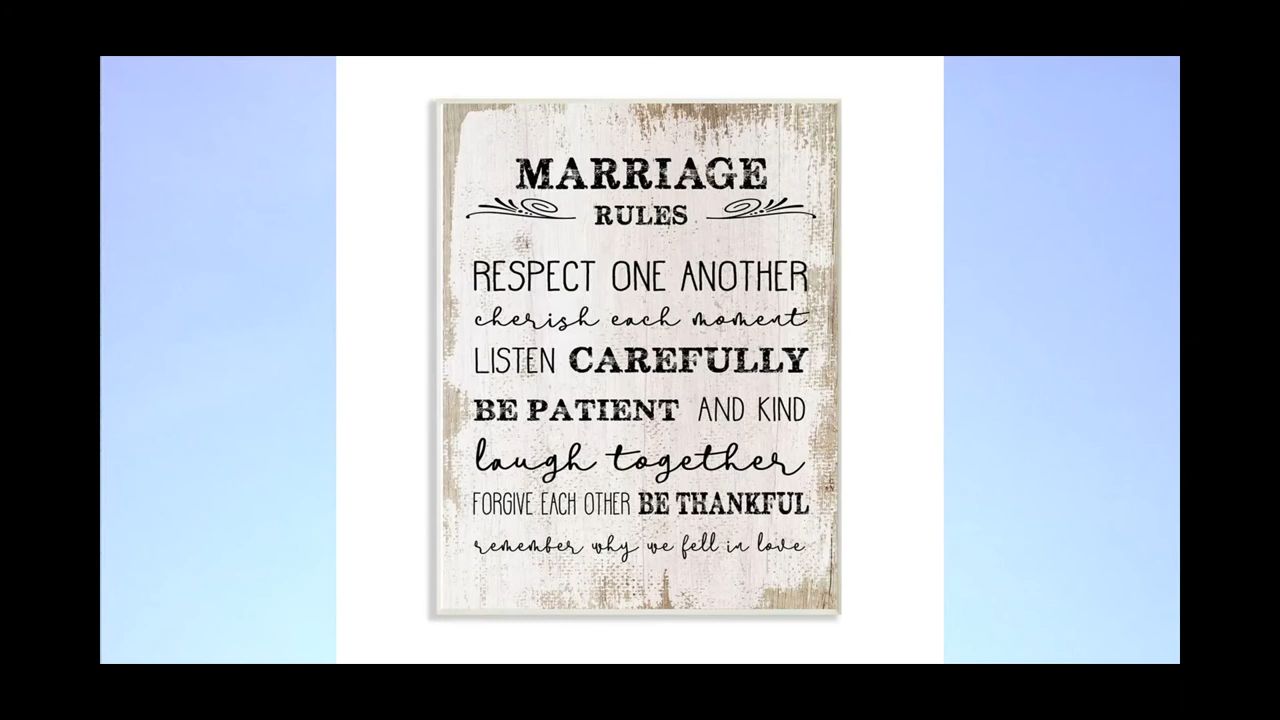 MARRIAGE
RULES
RESPECT ONE ANOTHER
cherish each moment
LISTEN CAREFULLY
BE PATIENT AND KIND
laugh together
FORGIVE EACH OTHER BE THANKFUL
remember why we fell in love